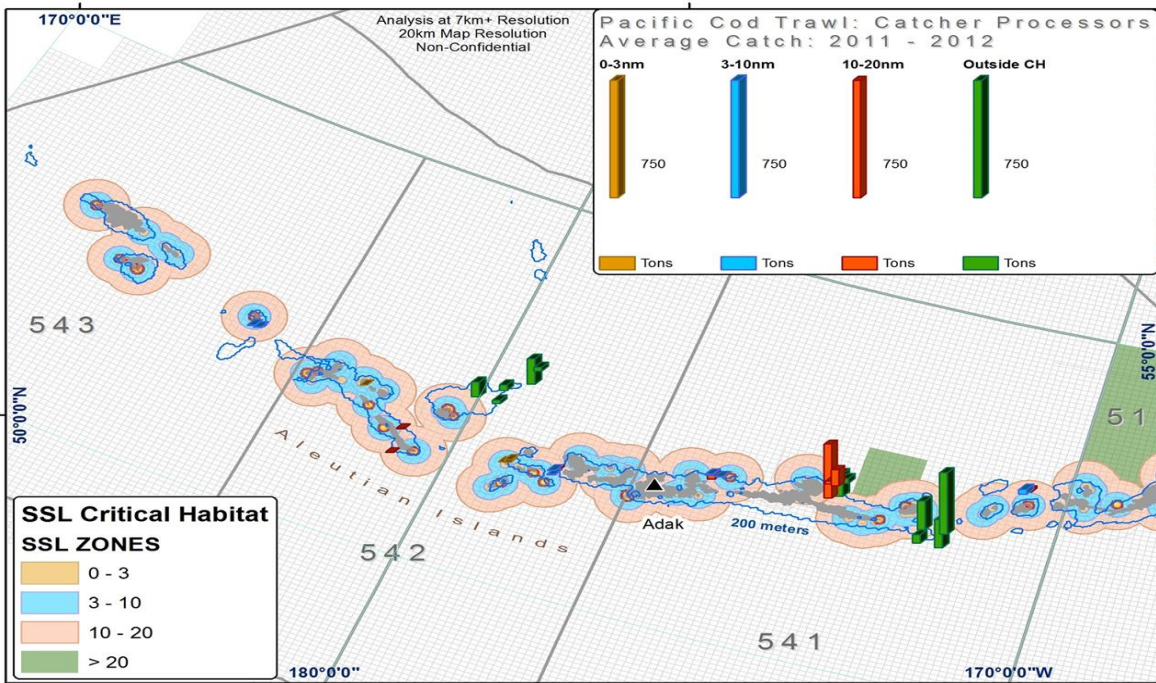 170°0'0"E
Analysis at 7km+ Resolution
20km Map Resolution
Non-Confidential
Pacific Cod Trawl: Catcher Processors
Average Catch: 2011 - 2012
0-3nm 3-10nm 10-20nm Outside CH
750 750 750 750
Tons Tons Tons Tons
543
50°0'0"N
55°0'0"N
51
Aleutian Islands
Adak
200 meters
542
541
SSL Critical Habitat
SSL ZONES
0 - 3
3 - 10
10 - 20
> 20
180°0'0"
170°0'0"W